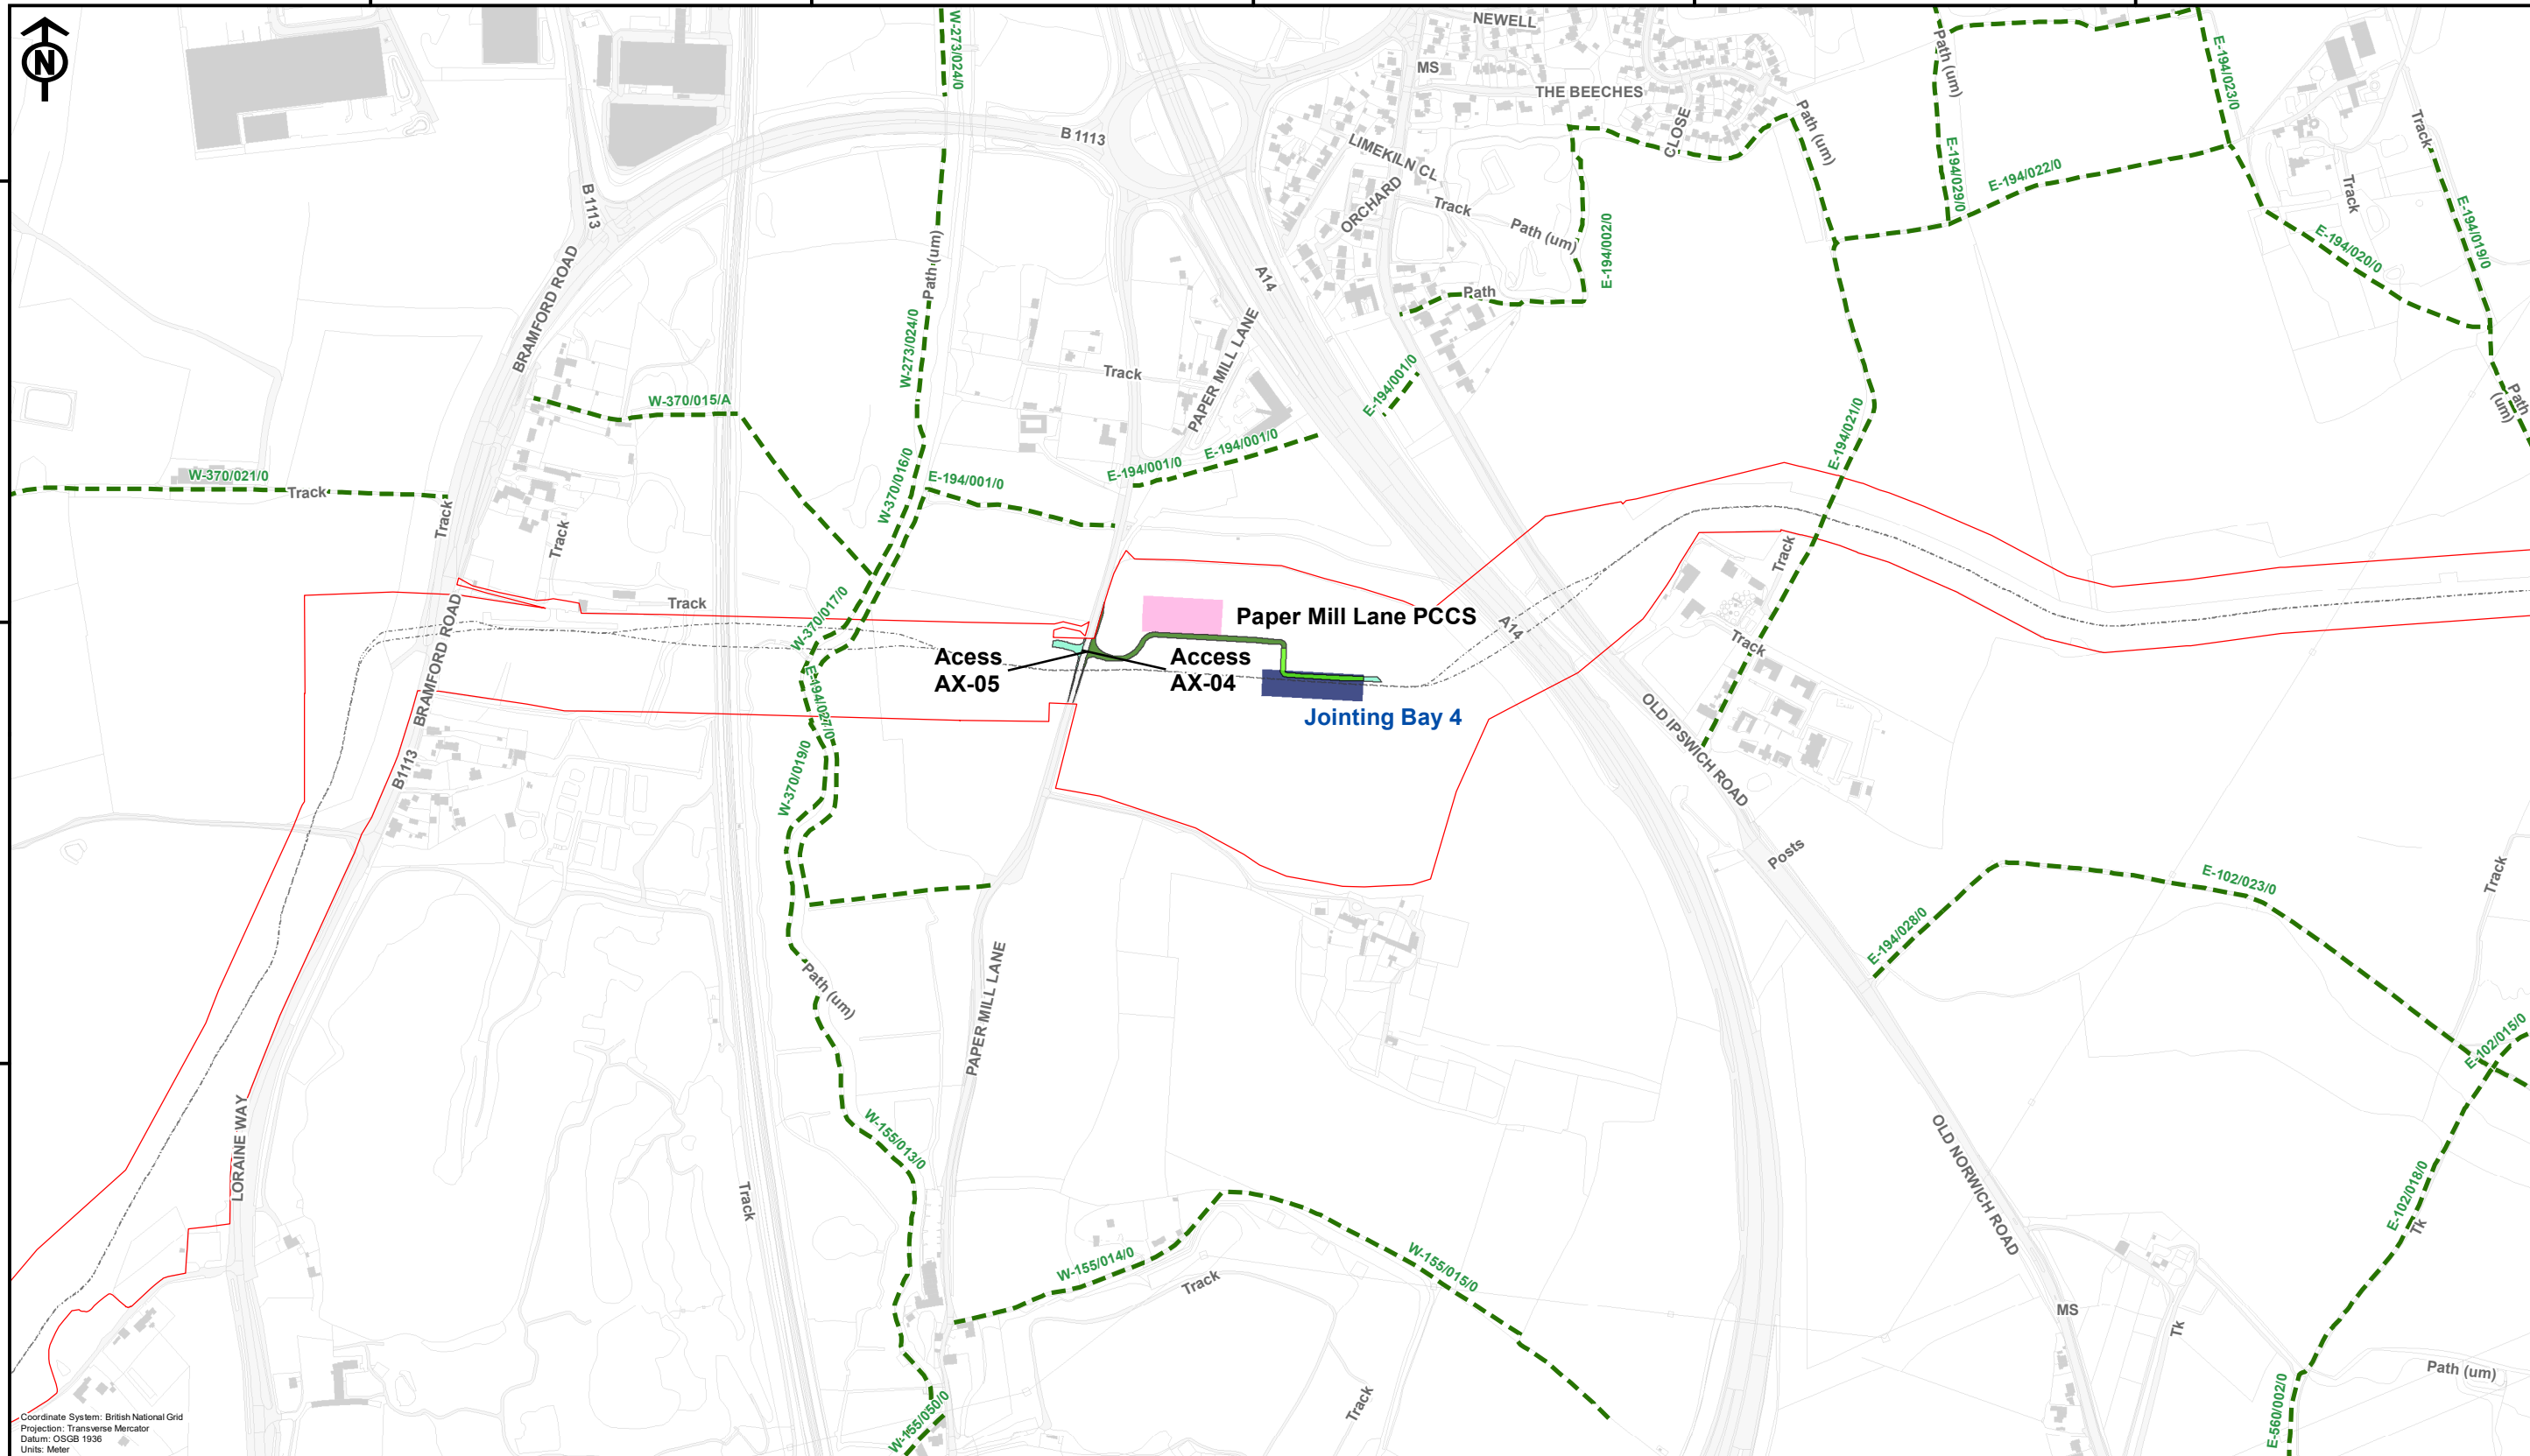 N
W-273/024/0
NEWELL
MS
THE BEECHES
CLOSE
Path (um)
Path (um)
E-194/023/0
Track
B 1113
B 1113
LIMEKILN CL
ORCHARD
Track
Path (um)
E-194/002/0
E-194/029/0
E-194/022/0
Track
E-194/019/0
E-194/020/0
BRAMFORD ROAD
Path (um)
A14
Path
W-273/024/0
Track
PAPER MILL LANE
E-194/001/0
W-370/015/A
E-194/021/0
Path
(um)
W-370/021/0
Track
Track
Track
W-370/016/0
E-194/001/0
E-194/001/0
E-194/001/0
Track
Track
W-370/017/0
Paper Mill Lane PCCS
A14
Track
BRAMFORD ROAD
Acess
AX-05
Access
AX-04
E-194/027/0
Jointing Bay 4
OLD IPSWICH ROAD
B1113
W-370/019/0
Posts
E-102/023/0
Track
E-194/028/0
Path (um)
PAPER MILL LANE
E-102/015/0
LORAINE WAY
W-155/013/0
Track
OLD NORWICH ROAD
E-102/018/0
Tk
W-155/014/0
Track
W-155/015/0
MS
Tk
Path (um)
Track
W-155/050/0
E-560/002/0
Coordinate System: British National Grid
Projection: Transverse Mercator
Datum: OSGB 1936
Units: Meter